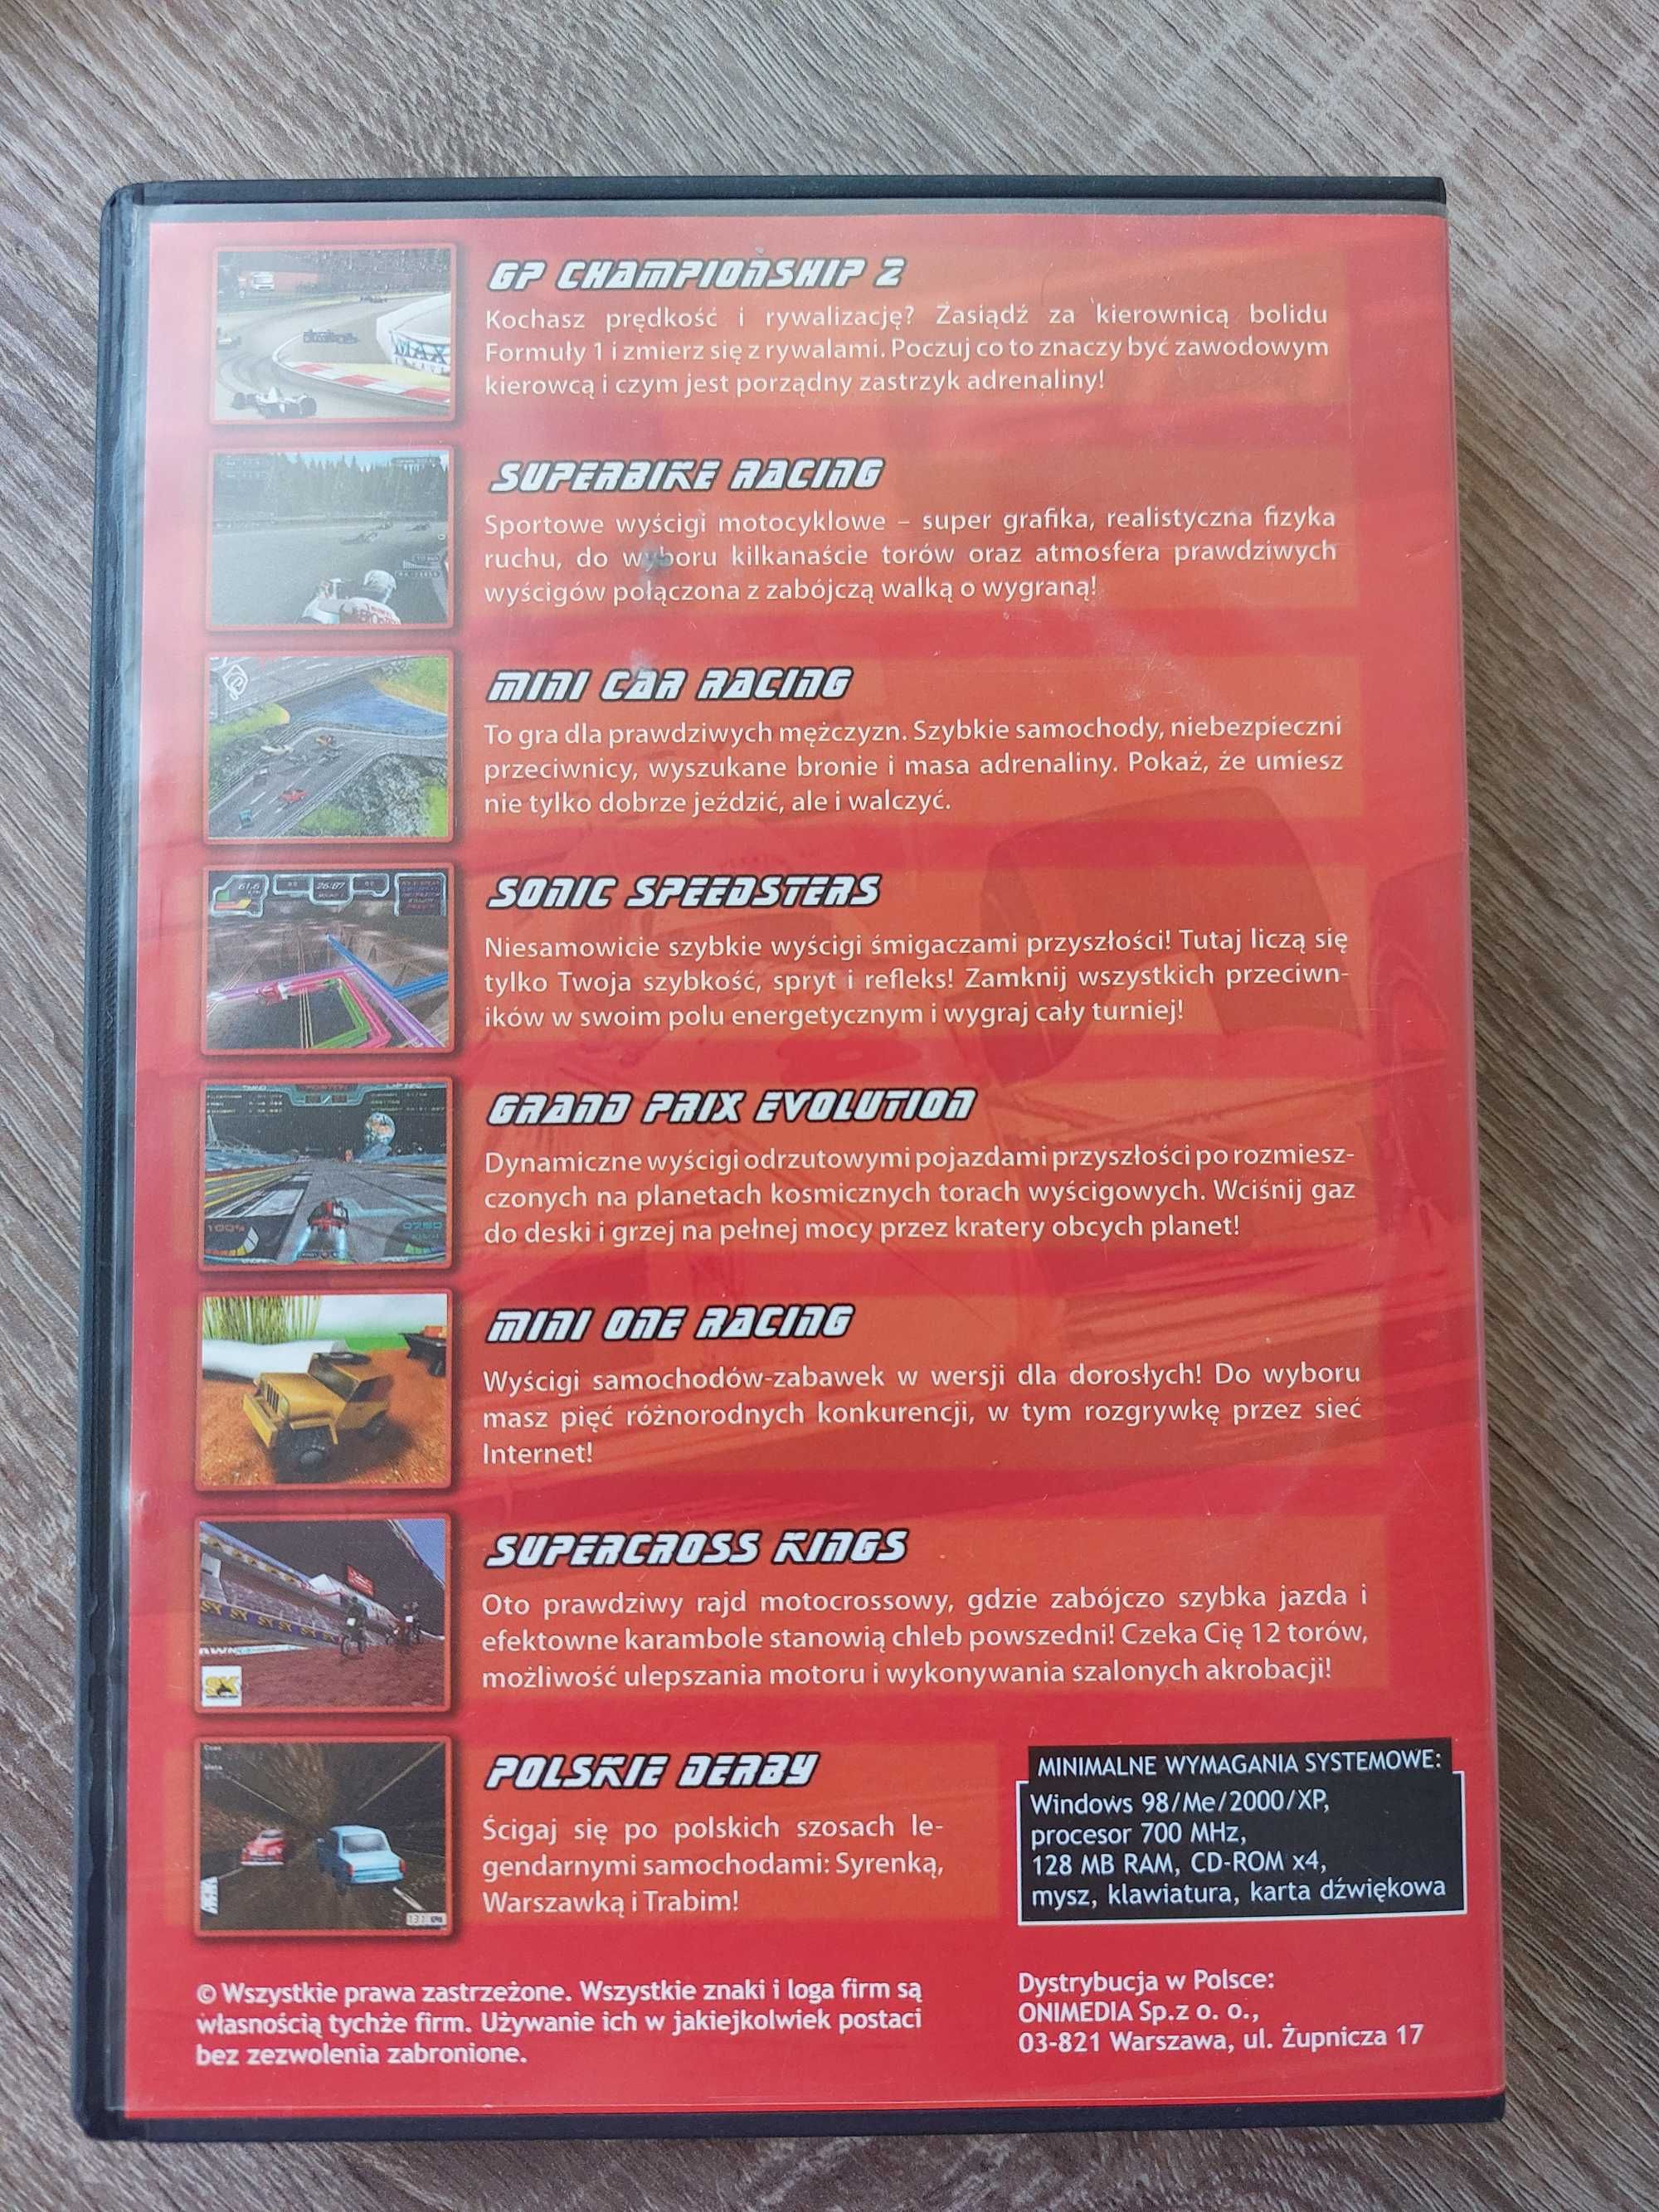 GP CHAMPIONSHIP 2
Kochasz prędkość i rywalizację? Zasiądź za kierownicą bolidu
Formuły 1 i zmierz się z rywalami. Poczuj co to znaczy być zawodowym
kierowcą i czym jest porządny zastrzyk adrenaliny!
SUPERBIKE RACING
Sportowe wyścigi motocyklowe – super grafika, realistyczna fizyka
ruchu, do wyboru kilkanaście torów oraz atmosfera prawdziwych
wyścigów połączona z zabójczą walką o wygraną!
MINI CAR RACING
To gra dla prawdziwych mężczyzn. Szybkie samochody, niebezpieczni
przeciwnicy, wyszukane bronie i masa adrenaliny. Pokaż, że umiesz
nie tylko dobrze jeździć, ale i walczyć.
SONIC SPEEDSTERS
Niesamowicie szybkie wyścigi śmigaczami przyszłości! Tutaj liczą się
tylko Twoja szybkość, spryt i refleks! Zamknij wszystkich przeciwn-
ików w swoim polu energetycznym i wygraj cały turniej!
GRAND PRIX EVOLUTION
Dynamiczne wyścigi odrzutowymi pojazdami przyszłości po rozmiesz-
czonych na planetach kosmicznych torach wyścigowych. Wciśnij gaz
do deski i grzej na pełnej mocy przez kratery obcych planet!
MINI ONE RACING
Wyścigi samochodów-zabawek w wersji dla dorosłych! Do wyboru
masz pięć różnorodnych konkurencji, w tym rozgrywkę przez sieć
Internet!
SUPERCROSS KINGS
Oto prawdziwy rajd motocrossowy, gdzie zabójczo szybka jazda i
efektowne karambole stanowią chleb powszedni! Czeka Cię 12 torów,
możliwość ulepszania motoru i wykonywania szalonych akrobacji!
POLSKIE DERBY
Ścigaj się po polskich szosach le-
gendarnymi samochodami: Syrenką,
Warszawką i Trabim!
MINIMALNE WYMAGANIA SYSTEMOWE:
Windows 98/Me/2000/XP,
procesor 700 MHz,
128 MB RAM, CD-ROM x4,
mysz, klawiatura, karta dźwiękowa
© Wszystkie prawa zastrzeżone. Wszystkie znaki i loga firm są
własnością tychże firm. Używanie ich w jakiejkolwiek postaci
bez zezwolenia zabronione.
Dystrybucja w Polsce:
ONIMEDIA Sp.z o. o.,
03-821 Warszawa, ul. Żupnicza 17